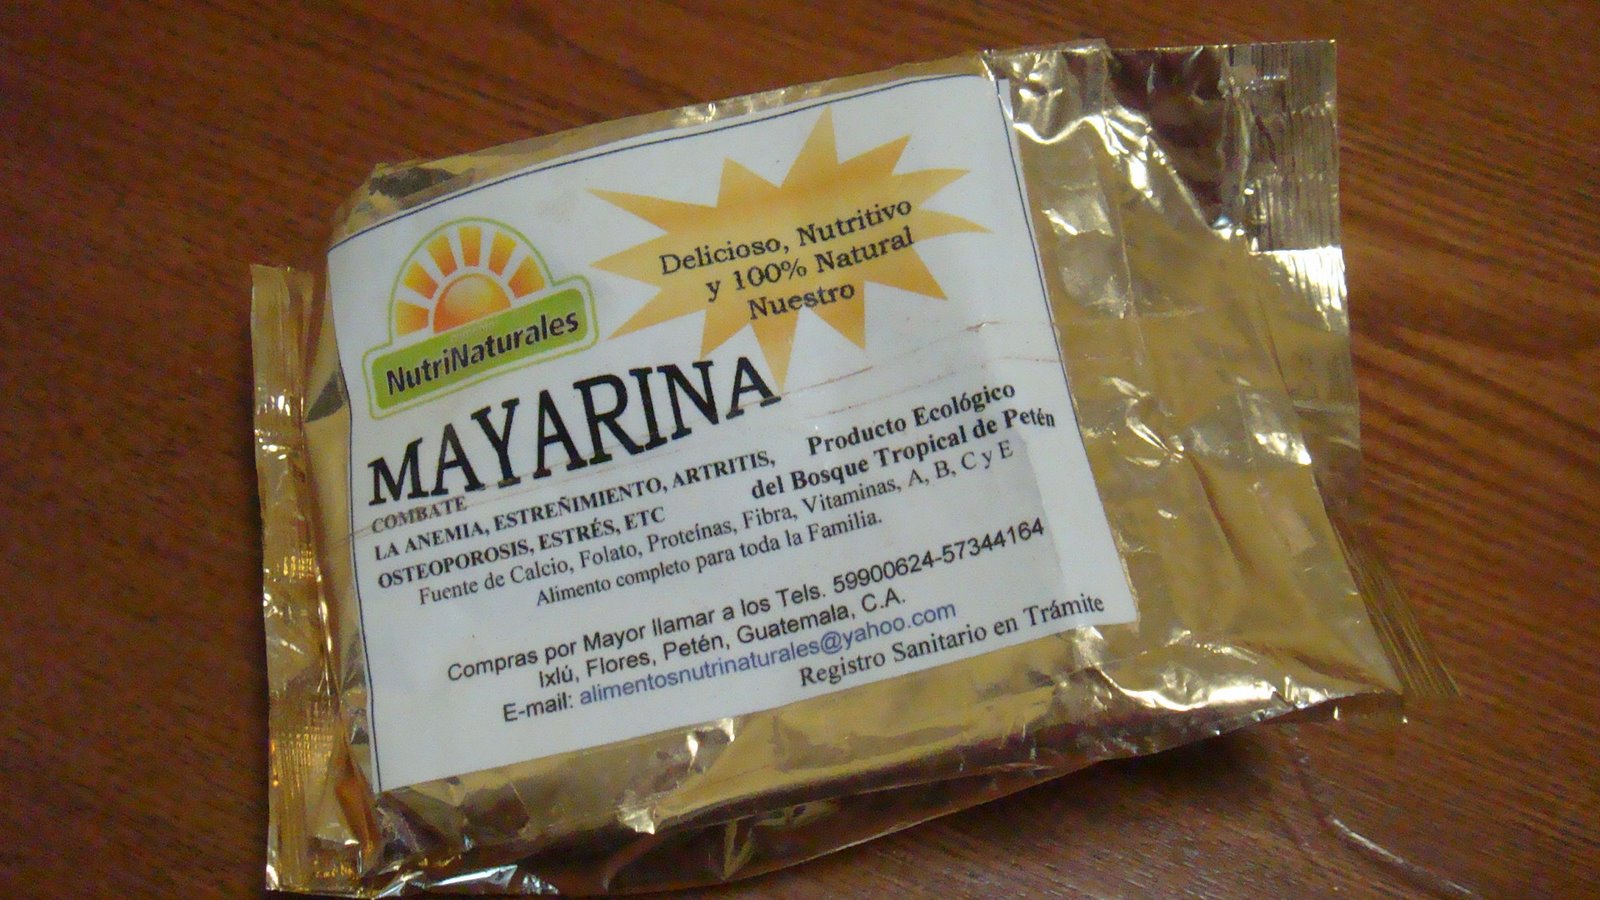 Delicioso, Nutritivo
y 100% Natural
Nuestro
NutriNaturales
MAYARINA
COMBATE
LA ANEMIA, ESTREÑIMIENTO, ARTRITIS,
OSTEOPOROSIS, ESTRÉS, ETC
Producto Ecológico
del Bosque Tropical de Petén
Fuente de Calcio, Folato, Proteínas, Fibra, Vitaminas, A, B, C y E
Alimento completo para toda la Familia.
Compras por Mayor llamar a los Tels. 59900624-57344164
Ixlú, Flores, Petén, Guatemala, C.A.
E-mail: alimentosnutrinaturales@yahoo.com
Registro Sanitario en Trámite